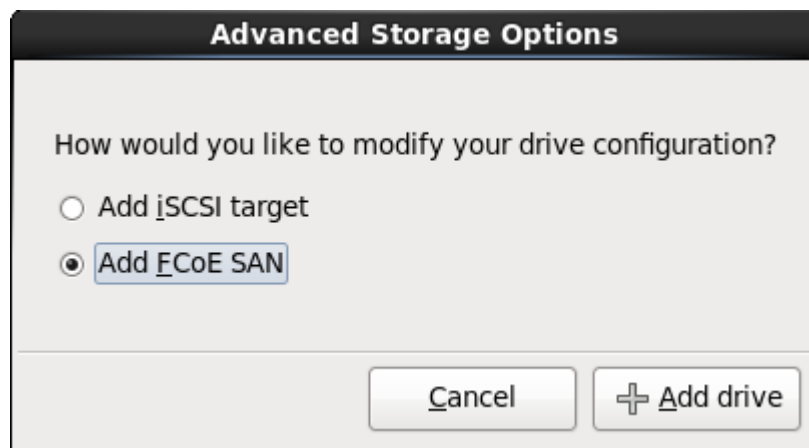 Advanced Storage Options
How would you like to modify your drive configuration?
Add iSCSI target
Add FCoE SAN
Cancel
Add drive